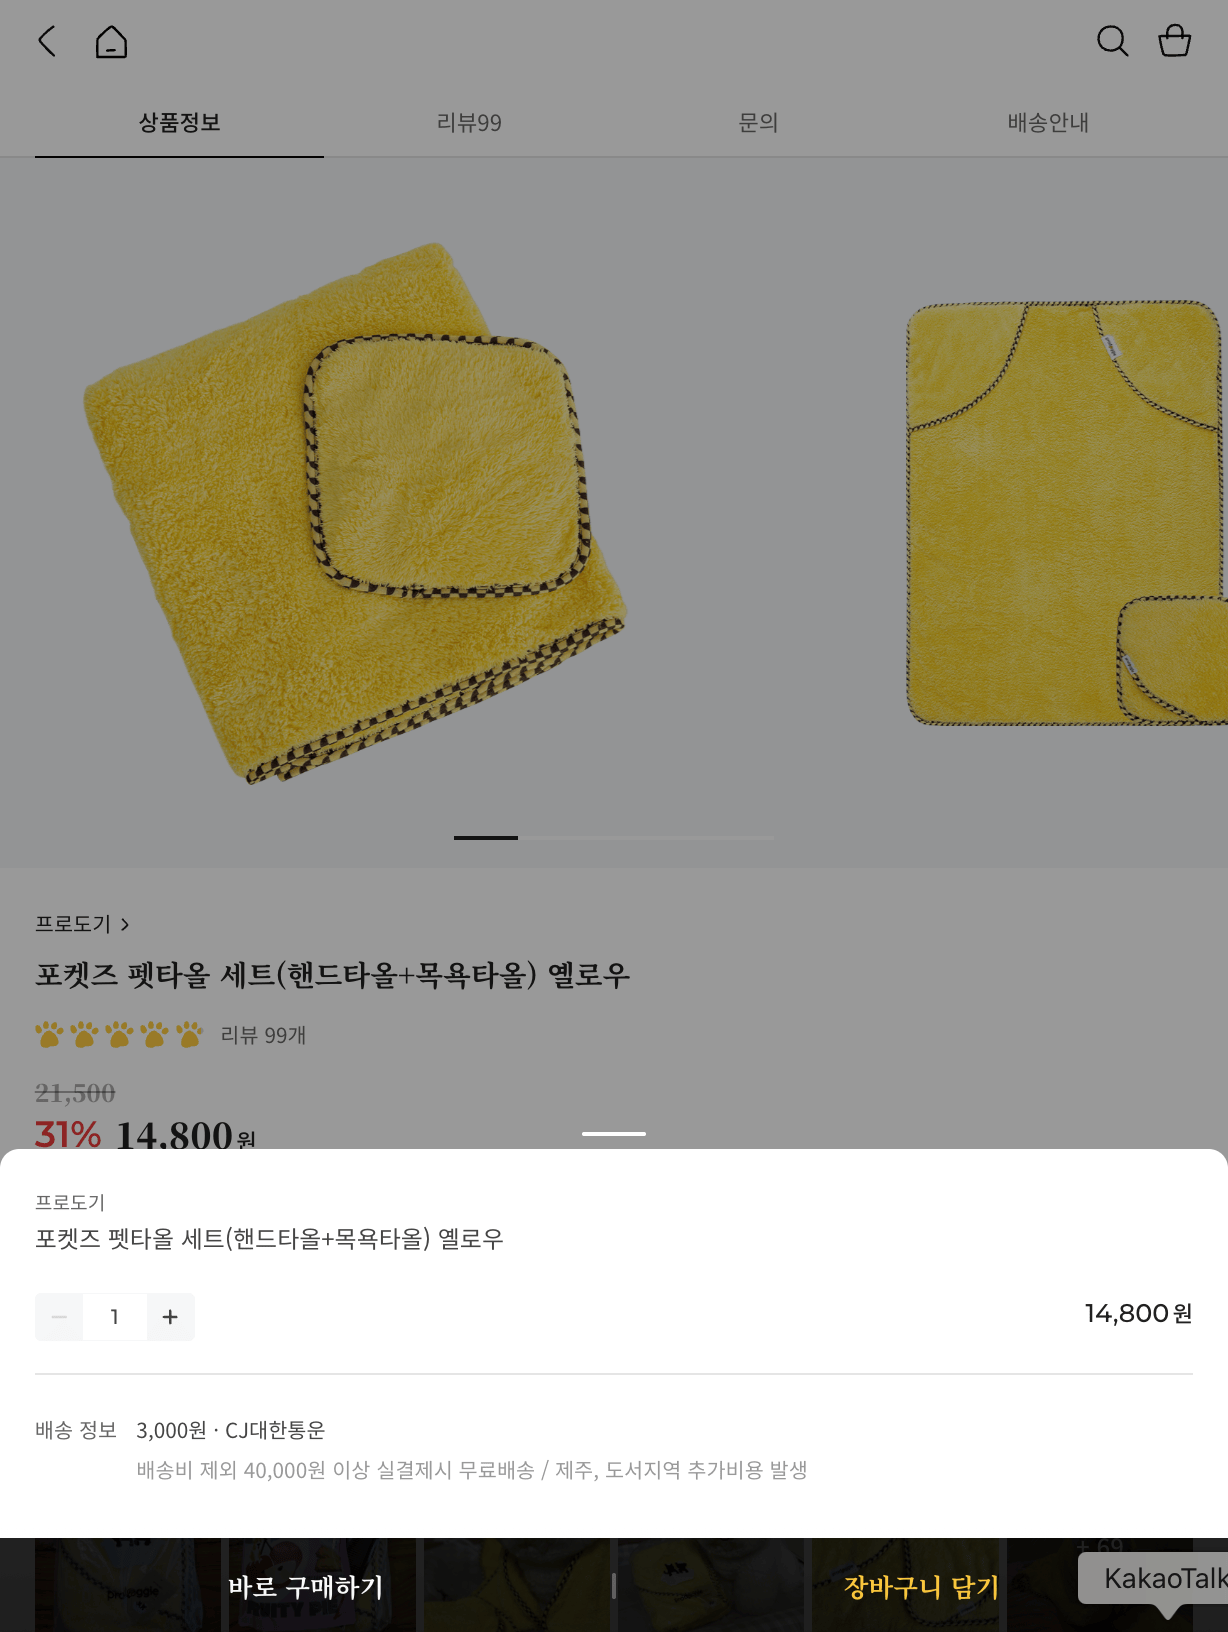 상품정보
리뷰99
문의
배송안내
프로도기
포켓즈 펫타올 세트(핸드타올+목욕타올) 옐로우
리뷰 99개
21,500
31% 14,800원
프로도기
포켓즈 펫타올 세트(핸드타올+목욕타올) 옐로우
1
14,800원
배송 정보 3,000원 · CJ대한통운
배송비 제외 40,000원 이상 실결제시 무료배송 / 제주, 도서지역 추가비용 발생
+ 69
바로 구매하기
장바구니 담기
KakaoTalk